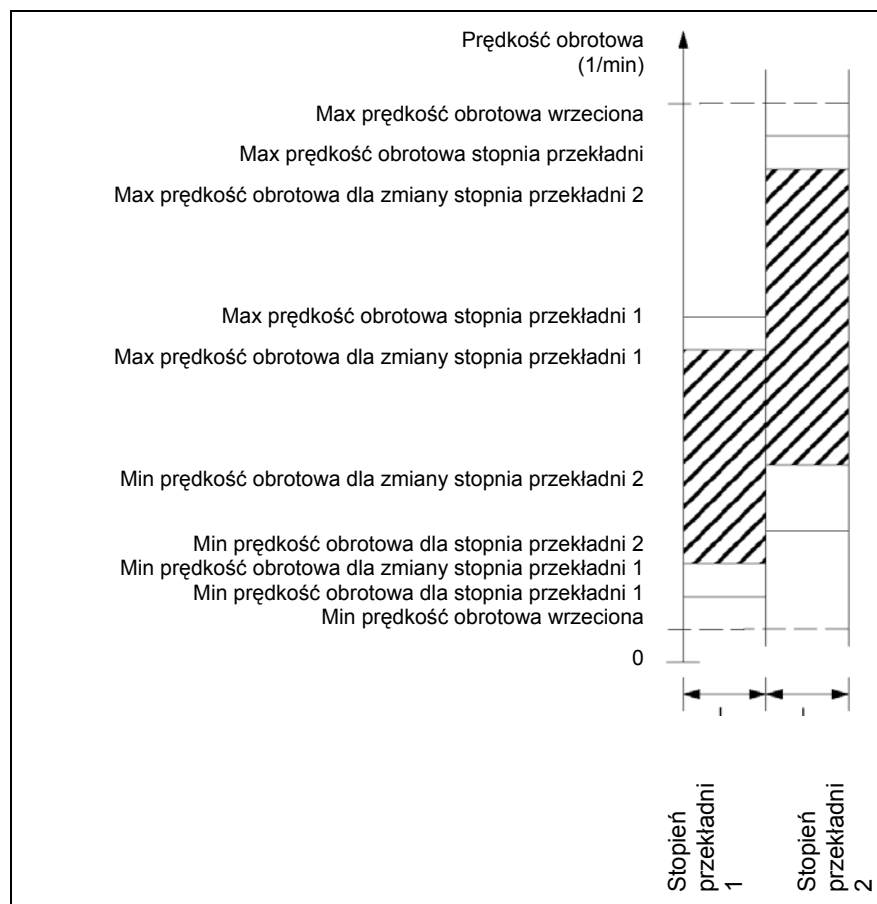 Prędkość obrotowa
(1/min)
Max prędkość obrotowa wrzeciona
Max prędkość obrotowa stopnia przekładni
Max prędkość obrotowa dla zmiany stopnia przekładni 2
Max prędkość obrotowa stopnia przekładni 1
Max prędkość obrotowa dla zmiany stopnia przekładni 1
Min prędkość obrotowa dla zmiany stopnia przekładni 2
Min prędkość obrotowa dla stopnia przekładni 2
Min prędkość obrotowa dla zmiany stopnia przekładni 1
Min prędkość obrotowa dla stopnia przekładni 1
Min prędkość obrotowa wrzeciona
0
Stopień
przekładni
1
Stopień
przekładni
2